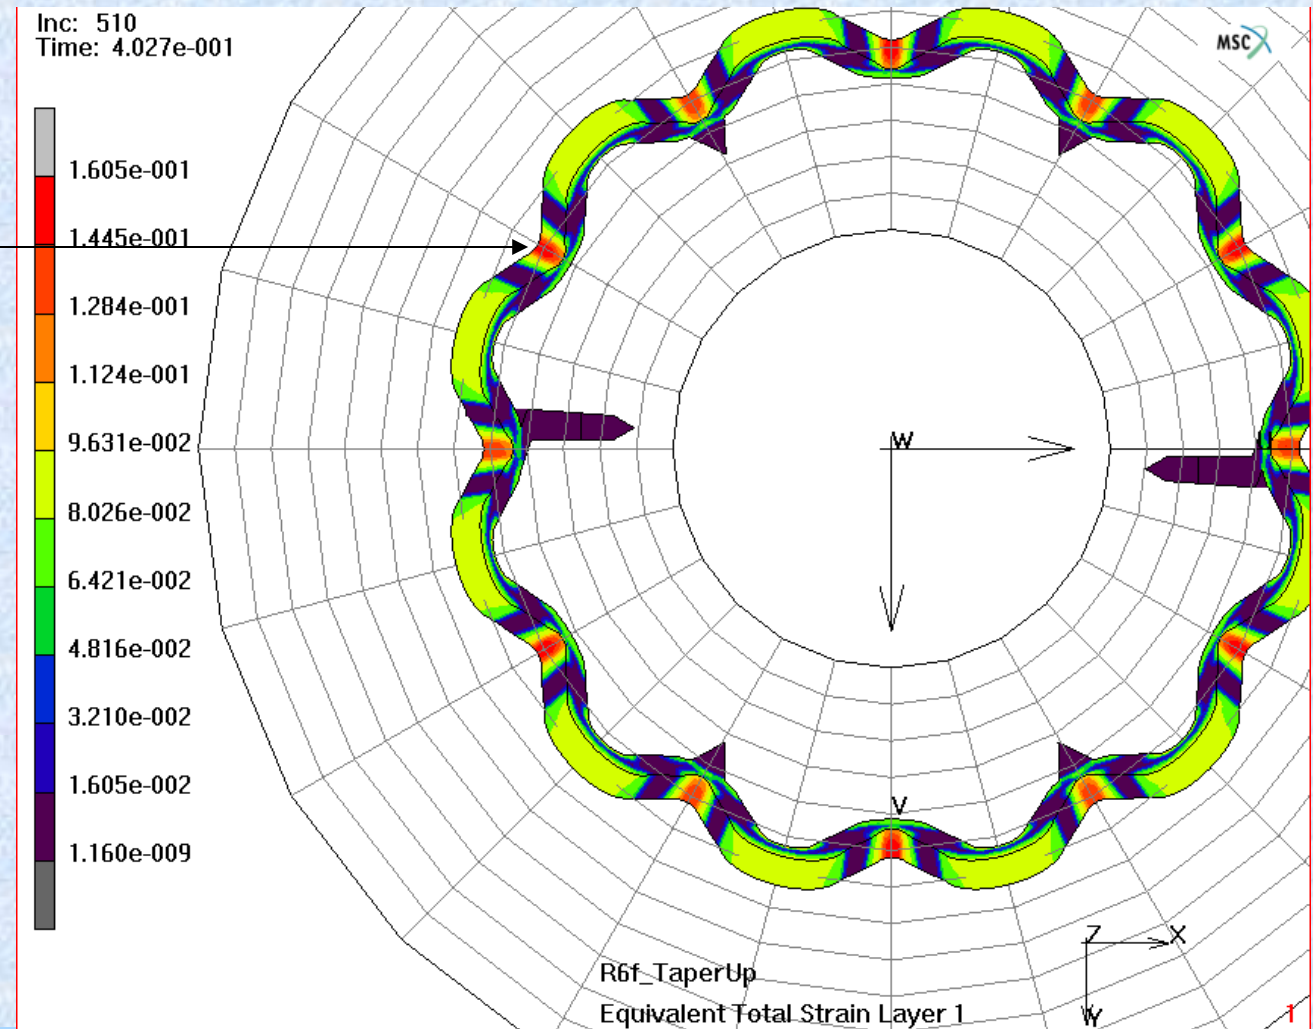 Inc: 510
Time: 4.027e-001
MSC
1.605e-001
1.445e-001
1.284e-001
1.124e-001
9.631e-002
8.026e-002
6.421e-002
4.816e-002
3.210e-002
1.605e-002
1.160e-009
W
V
Z
X
Y
R6f_TaperUp
Equivalent Total Strain Layer 1
1